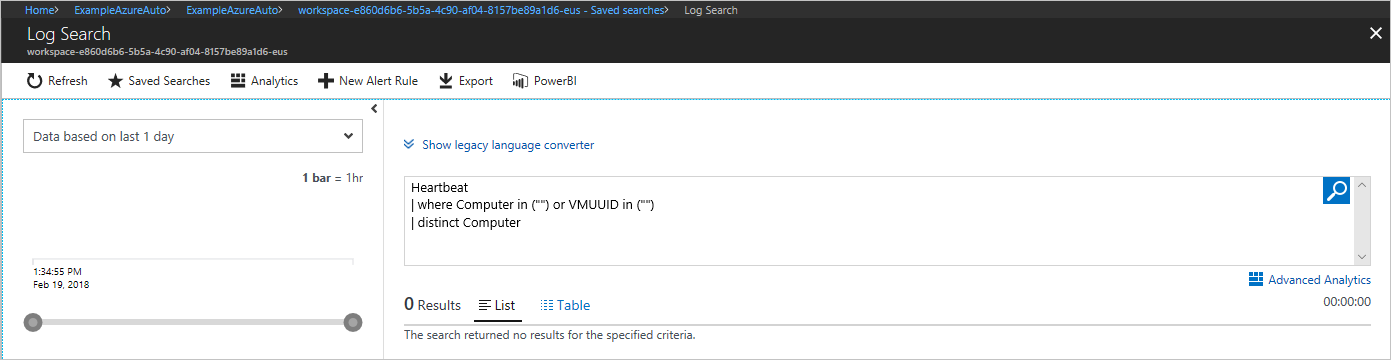 Home> ExampleAzureAuto> ExampleAzureAuto> workspace-e860d6b6-5b5a-4c90-af04-8157be89a1d6-eus - Saved searches> Log Search
Log Search
workspace-e860d6b6-5b5a-4c90-af04-8157be89a1d6-eus
Refresh Saved Searches Analytics New Alert Rule Export PowerBI
Data based on last 1 day
1 bar = 1hr
1:34:55 PM
Feb 19, 2018
Show legacy language converter
Heartbeat
| where Computer in ("") or VMUUID in ("")
| distinct Computer
Advanced Analytics
0 Results List Table
00:00:00
The search returned no results for the specified criteria.